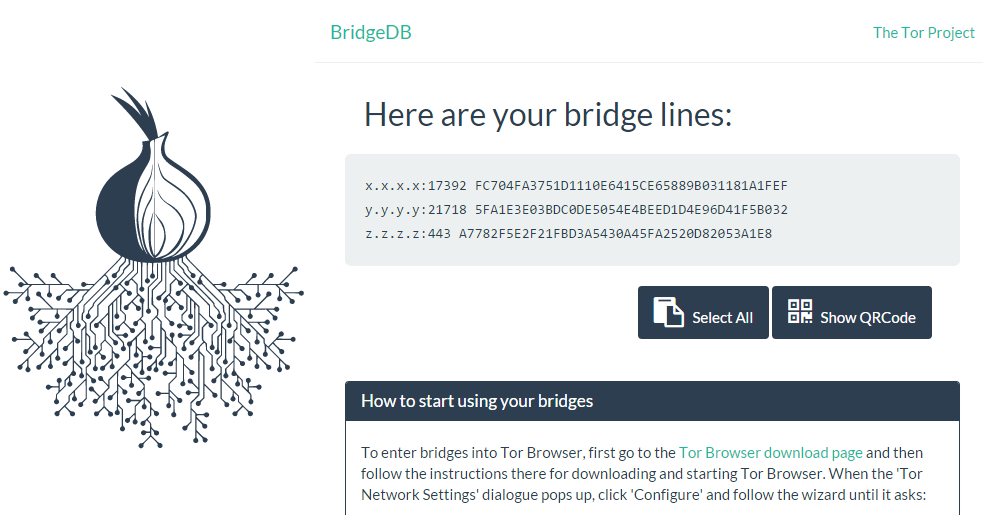 BridgeDB
The Tor Project
Here are your bridge lines:
x.x.x.x:17392 FC704FA3751D1110E6415CE65889B031181A1FEF
y.y.y.y:21718 5FA1E3E03BDC0DE5054E4BEED1D4E96D41F5B032
z.z.z.z:443 A7782F5E2F21FBD3A5430A45FA2520D82053A1E8
Select All
Show QRCode
How to start using your bridges
To enter bridges into Tor Browser, first go to the Tor Browser download page and then
follow the instructions there for downloading and starting Tor Browser. When the 'Tor
Network Settings' dialogue pops up, click 'Configure' and follow the wizard until it asks: